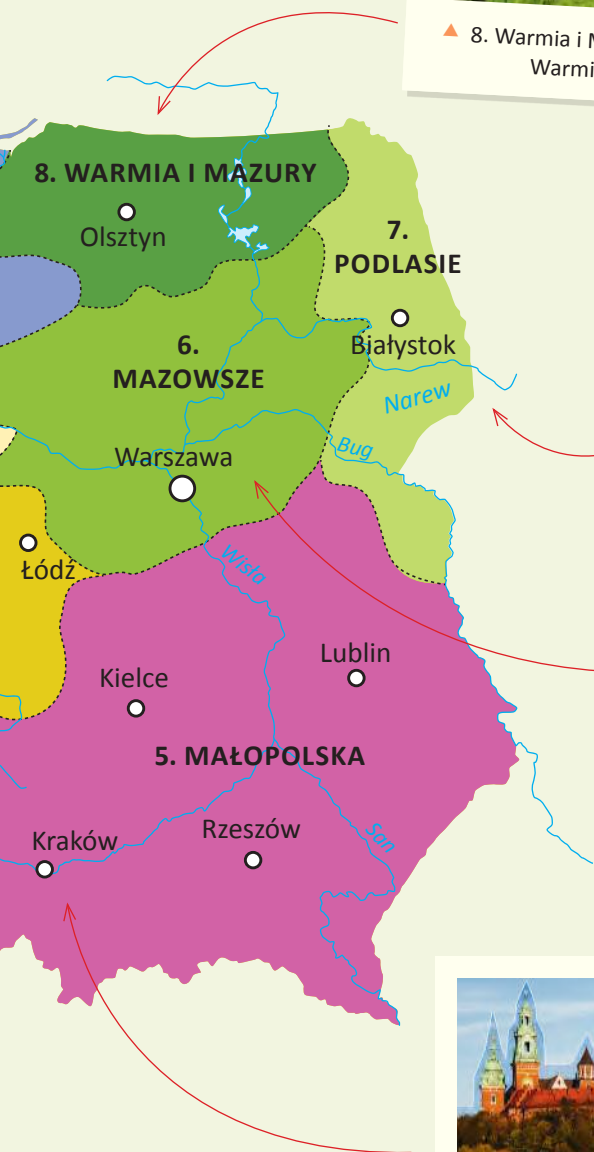 ▲ 8. Warmia i M
Warmi
8. WARMIA I MAZURY
Olsztyn
7.
PODLASIE
Białystok
6.
MAZOWSZE
Narew
Bug
Warszawa
Łódź
Wisła
Lublin
Kielce
5. MAŁOPOLSKA
Rzeszów
Kraków
San